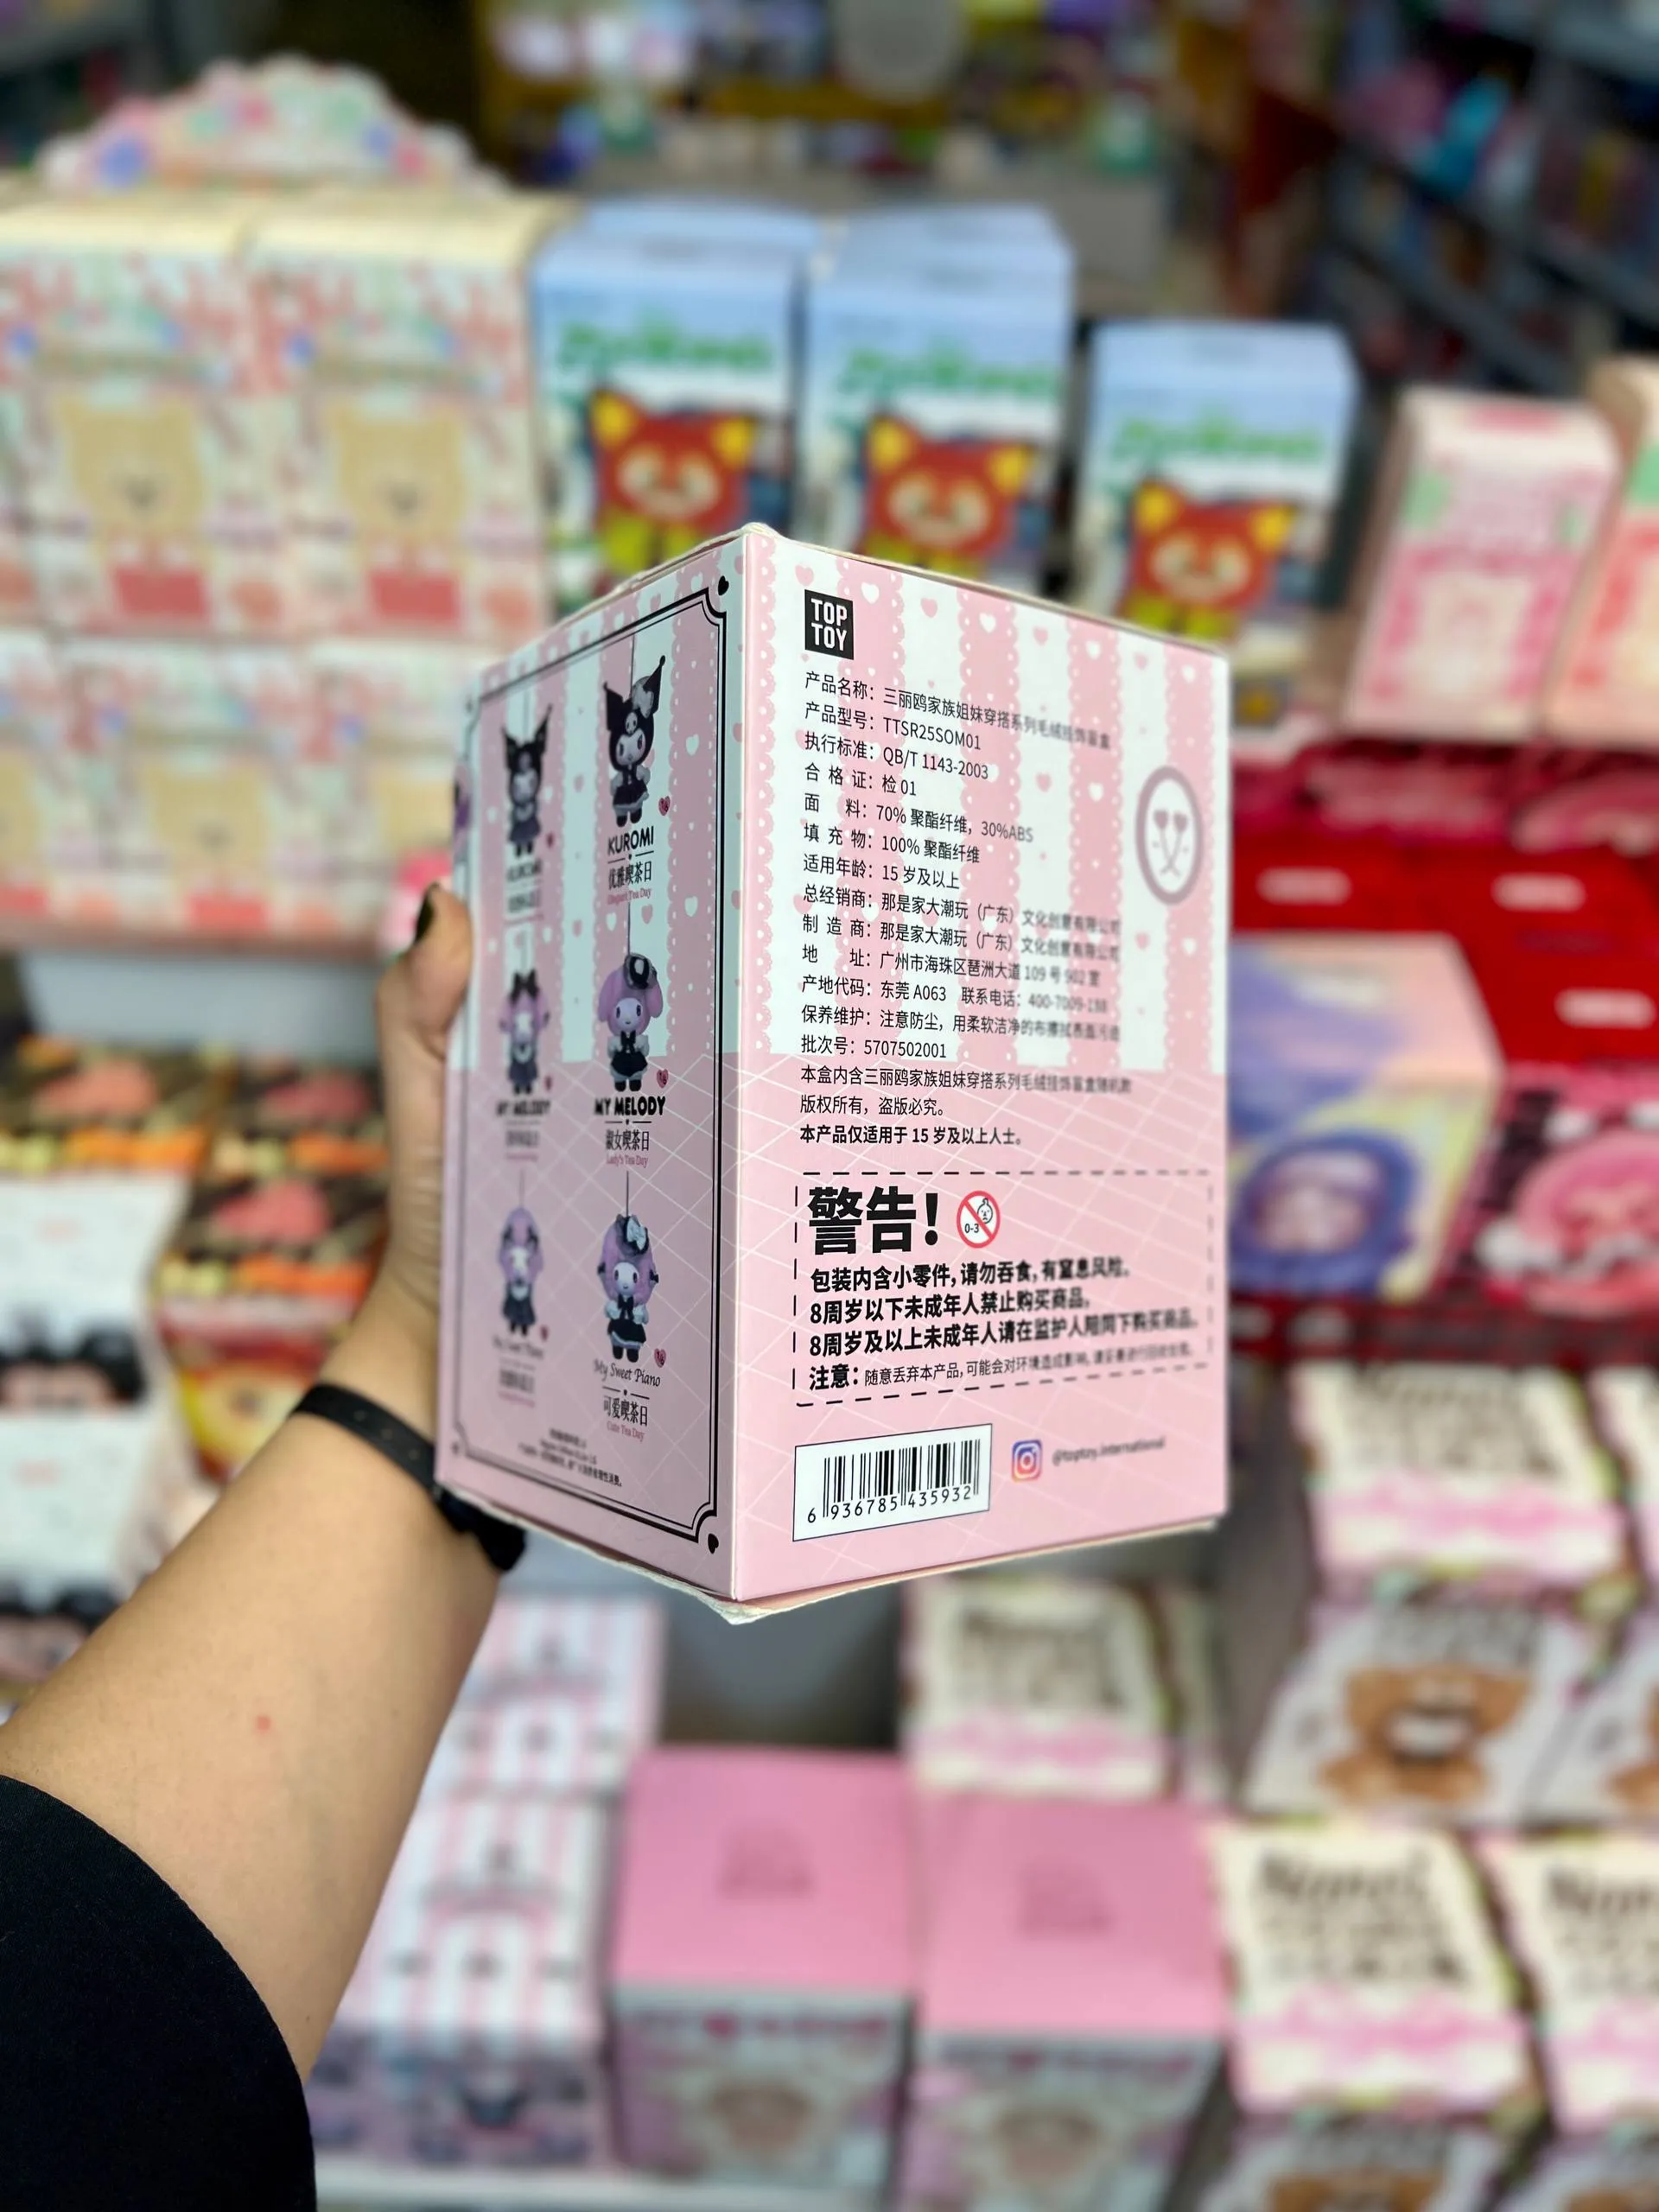 TOP
TOY
产品名称：三丽鸥家族姐妹穿搭系列毛绒挂饰盲盒
产品型号：TTSR25SOM01
执行标准：QB/T 1143-2003
合格证：检 01
面 料：70% 聚酯纤维，30%ABS
填充物：100% 聚酯纤维
适用年龄：15 岁及以上
总经销商：那是家大潮玩（广东）文化创意有限公司
制造商：那是家大潮玩（广东）文化创意有限公司
地 址：广州市海珠区琶洲大道 109 号 902 室
产地代码：东莞 A063 联系电话：400-7009-188
保养维护：注意防尘，用柔软洁净的布擦拭表面污迹
批次号：5707502001
本盒内含三丽鸥家族姐妹穿搭系列毛绒挂饰盲盒随机款
版权所有，盗版必究。
本产品仅适用于 15 岁及以上人士。
警告！
0-3
包装内含小零件，请勿吞食，有窒息风险。
8周岁以下未成年人禁止购买商品，
8周岁及以上未成年人请在监护人陪同下购买商品。
注意：随意丢弃本产品，可能会对环境造成影响，请妥善进行回收处理。
6 936785 435932
@toptoy.international
KUROMI
优雅喫茶日
Elegant Tea Day
KUROMI
MY MELODY
淑女喫茶日
Lady's Tea Day
MY MELODY
My Sweet Piano
可爱喫茶日
Cute Tea Day
My Sweet Piano